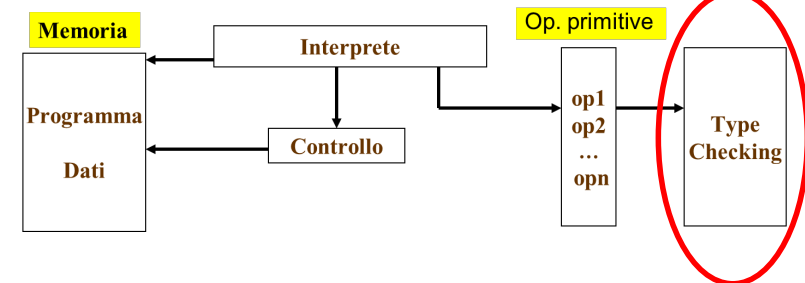 Memoria
Interprete
Op. primitive
Programma
Dati
Controllo
op1
op2
...
opn
Type
Checking